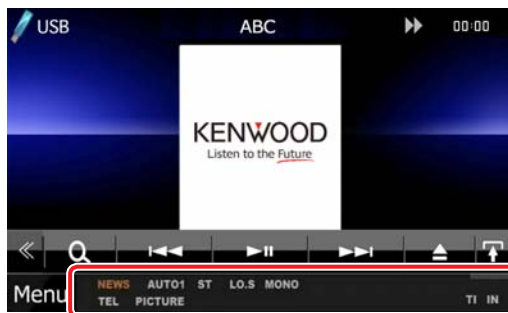 USB ABC 00:00
KENWOOD
Listen to the Future
Menu NEWS AUTO1 ST LO.S MONO
TEL PICTURE TI IN